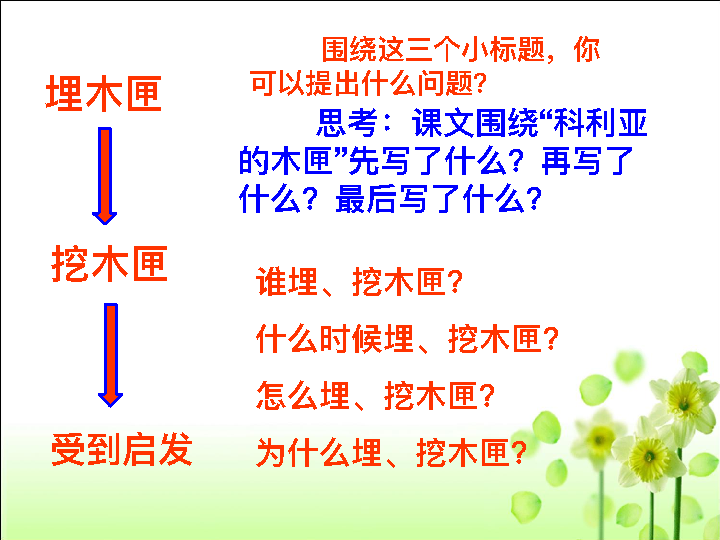 埋木匣
挖木匣
受到启发
围绕这三个小标题，你
可以提出什么问题？
思考：课文围绕“科利亚
的木匣”先写了什么？再写了
什么？最后写了什么？
谁埋、挖木匣？
什么时候埋、挖木匣？
怎么埋、挖木匣？
为什么埋、挖木匣？